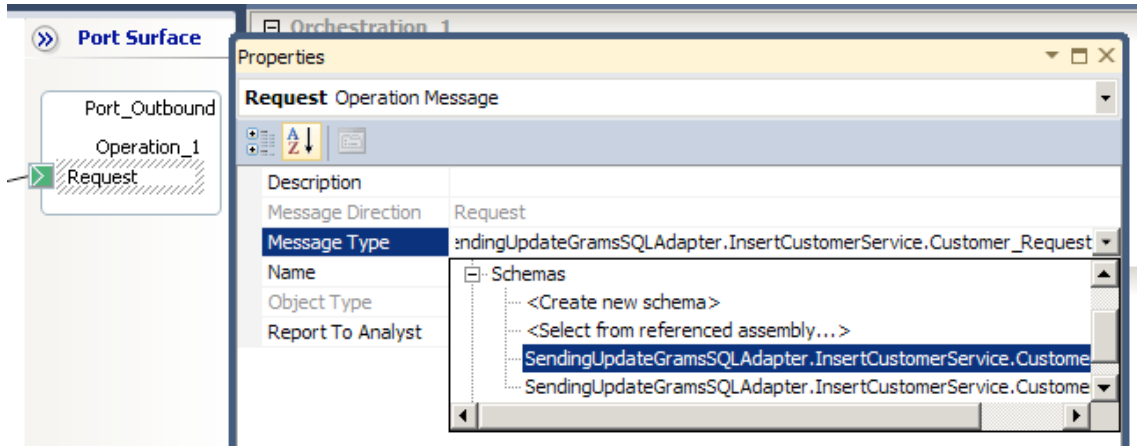 Port Surface
Orchestration_1
Port_Outbound
Operation_1
Request
Properties
Request Operation Message
Description
Message Direction Request
Message Type endingUpdateGramsSQLAdapter.InsertCustomerService.Customer_Request
Name
Object Type
Report To Analyst
Schemas
<Create new schema>
<Select from referenced assembly...>
SendingUpdateGramsSQLAdapter.InsertCustomerService.Custome
SendingUpdateGramsSQLAdapter.InsertCustomerService.Custome